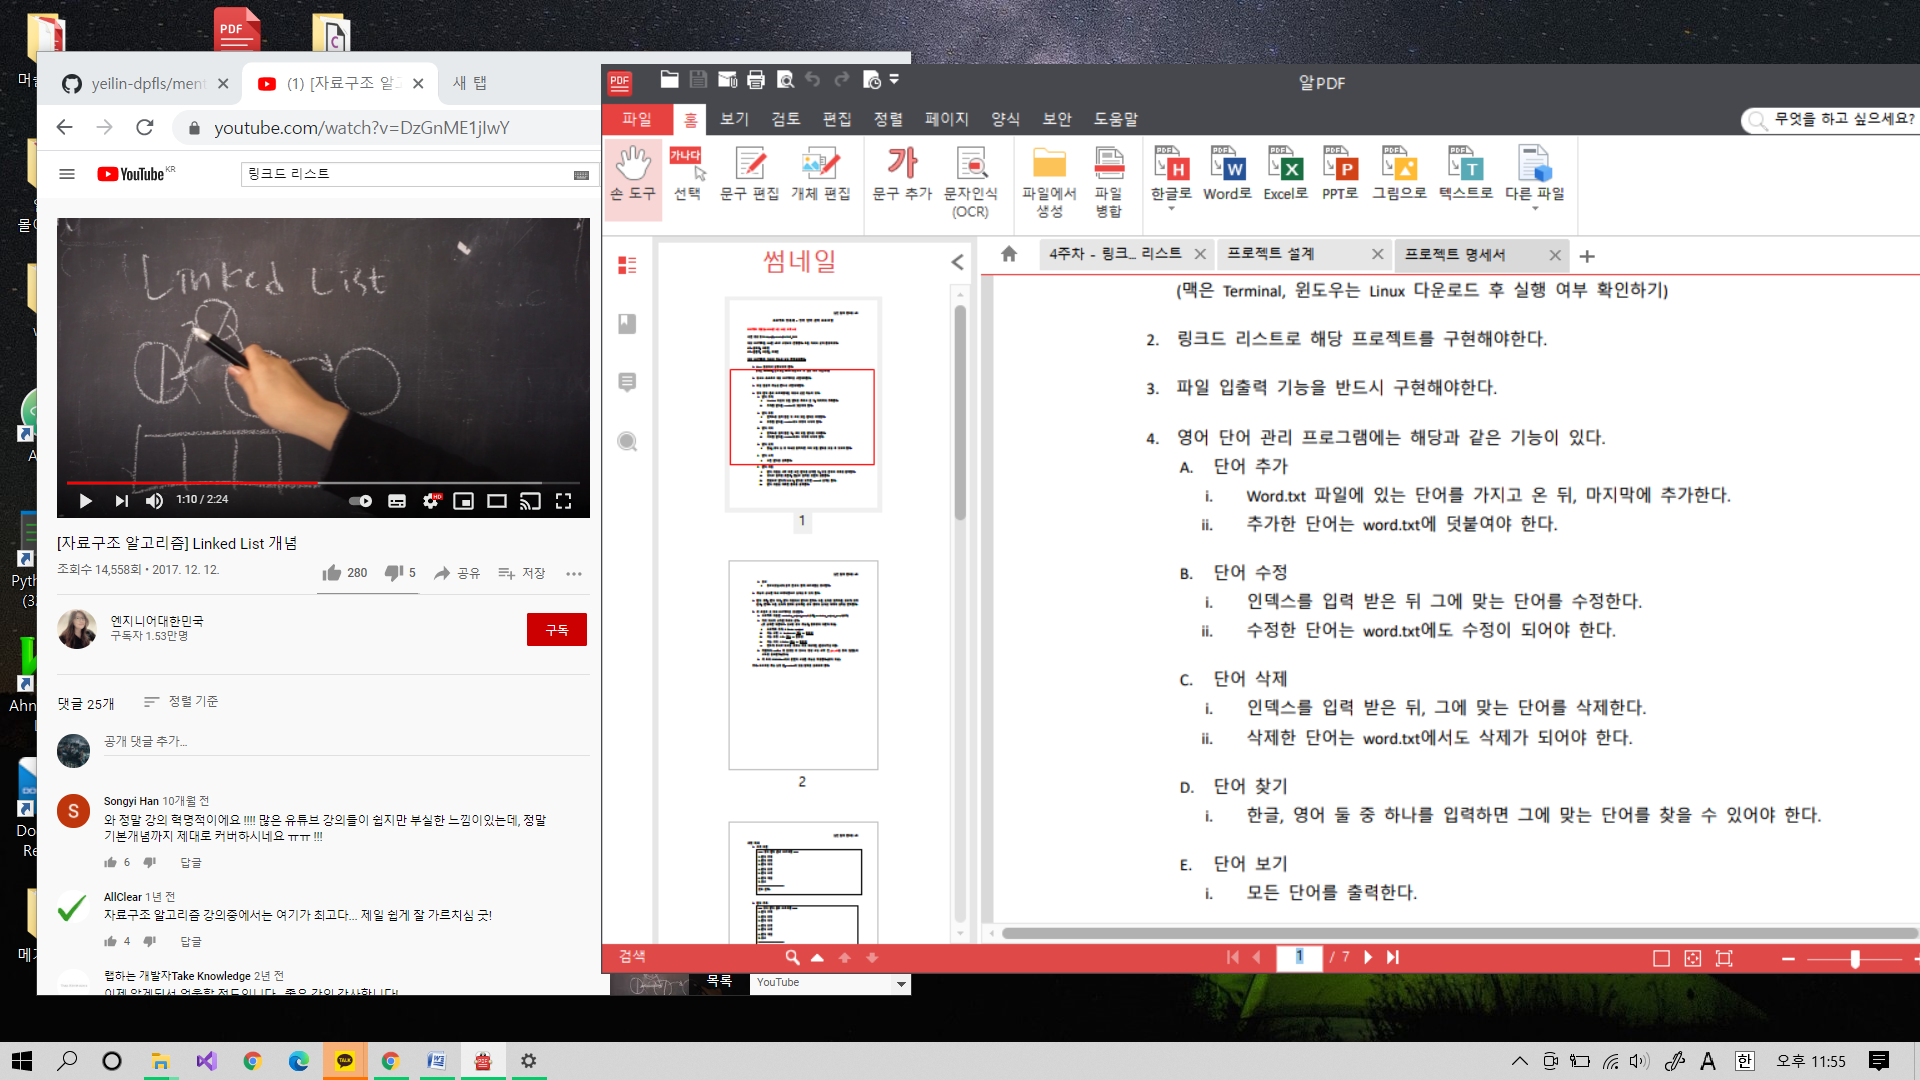 yeilin-dpfls/ment
(1) [자료구조 알고
새 탭
youtube.com/watch?v=DzGnME1jIwY
YouTube KR
링크드 리스트
Linked List
1:10 / 2:24
[자료구조 알고리즘] Linked List 개념
조회수 14,558회 • 2017. 12. 12.
280
5
공유
저장
엔지니어대한민국
구독자 1.53만명
구독
댓글 25개
정렬 기준
공개 댓글 추가...
S
Songyi Han 10개월 전
와 정말 강의 혁명적이에요 !!!! 많은 유튜브 강의들이 쉽지만 부실한 느낌이있는데, 정말
기본개념까지 제대로 커버하시네요 ㅠㅠ !!!
6
답글
AllClear 1년 전
자료구조 알고리즘 강의중에서는 여기가 최고다... 제일 쉽게 잘 가르치심 굿!
4
답글
랩하는 개발자Take Knowledge 2년 전
목록
YouTube
PDF
알PDF
파일
홈
보기
검토
편집
정렬
페이지
양식
보안
도움말
무엇을 하고 싶으세요?
손 도구
가나다
선택
문구 편집
개체 편집
가
문구 추가
문자인식
(OCR)
파일에서
생성
파일
병합
한글로
Word로
Excel로
PPT로
그림으로
텍스트로
다른 파일
썸네일
1
2
4주차 - 링크... 리스트
프로젝트 설계
프로젝트 명세서
(맥은 Terminal, 윈도우는 Linux 다운로드 후 실행 여부 확인하기)
2. 링크드 리스트로 해당 프로젝트를 구현해야한다.
3. 파일 입출력 기능을 반드시 구현해야한다.
4. 영어 단어 관리 프로그램에는 해당과 같은 기능이 있다.
A. 단어 추가
i. Word.txt 파일에 있는 단어를 가지고 온 뒤, 마지막에 추가한다.
ii. 추가한 단어는 word.txt에 덧붙여야 한다.
B. 단어 수정
i. 인덱스를 입력 받은 뒤 그에 맞는 단어를 수정한다.
ii. 수정한 단어는 word.txt에도 수정이 되어야 한다.
C. 단어 삭제
i. 인덱스를 입력 받은 뒤, 그에 맞는 단어를 삭제한다.
ii. 삭제한 단어는 word.txt에서도 삭제가 되어야 한다.
D. 단어 찾기
i. 한글, 영어 둘 중 하나를 입력하면 그에 맞는 단어를 찾을 수 있어야 한다.
E. 단어 보기
i. 모든 단어를 출력한다.
검색
1 / 7
한
오후 11:55